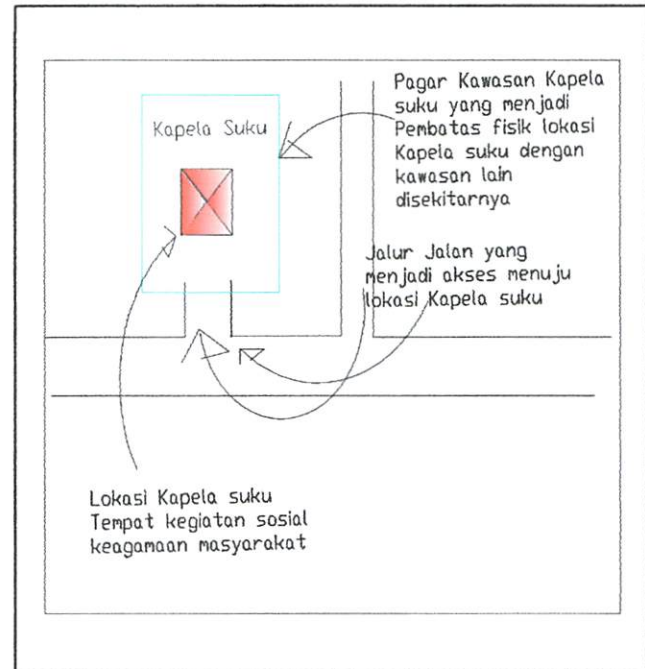 Kapela Suku
Pagar Kawasan Kapela
suku yang menjadi
Pembatas fisik lokasi
Kapela suku dengan
kawasan lain
disekitarnya
Jalur Jalan yang
menjadi akses menuju
lokasi Kapela suku
Lokasi Kapela suku
Tempat kegiatan sosial
keagamaan masyarakat